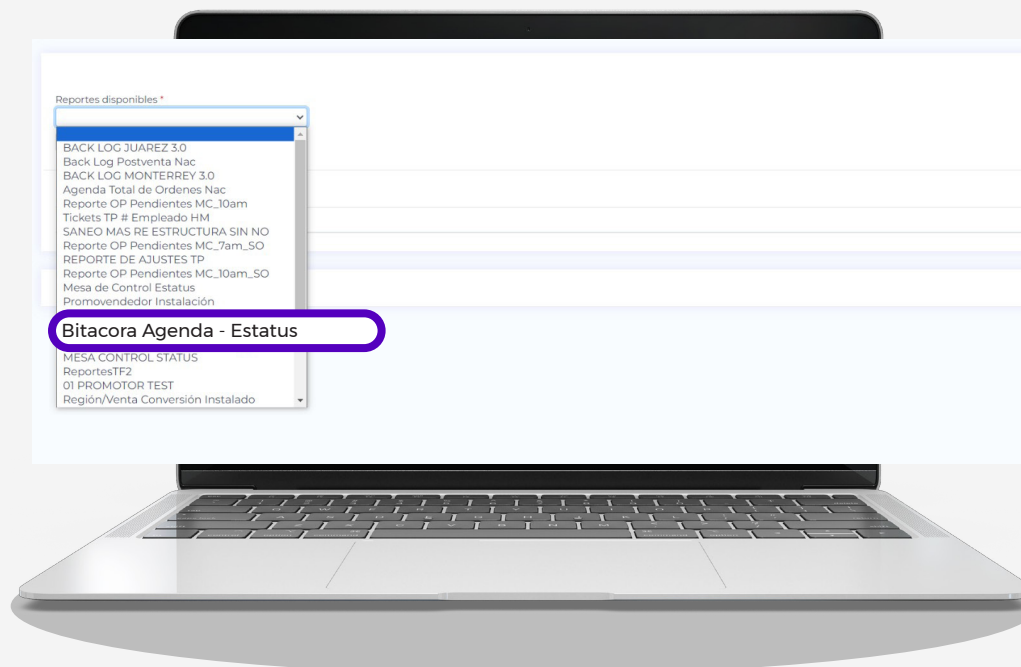 Reportes disponibles *
BACK LOG JUAREZ 3.0
Back Log Postventa Nac
BACK LOG MONTERREY 3.0
Agenda Total de Ordenes Nac
Reporte OP Pendientes MC_10am
Tickets TP # Empleado HM
SANEO MAS RE ESTRUCTURA SIN NO
Reporte OP Pendientes MC_7am_SO
REPORTE DE AJUSTES TP
Reporte OP Pendientes MC_10am_SO
Mesa de Control Estatus
Promovendedor Instalación
Bitacora Agenda - Estatus
MESA CONTROL STATUS
ReportesTF2
01 PROMOTOR TEST
Región/Venta Conversión Instalado